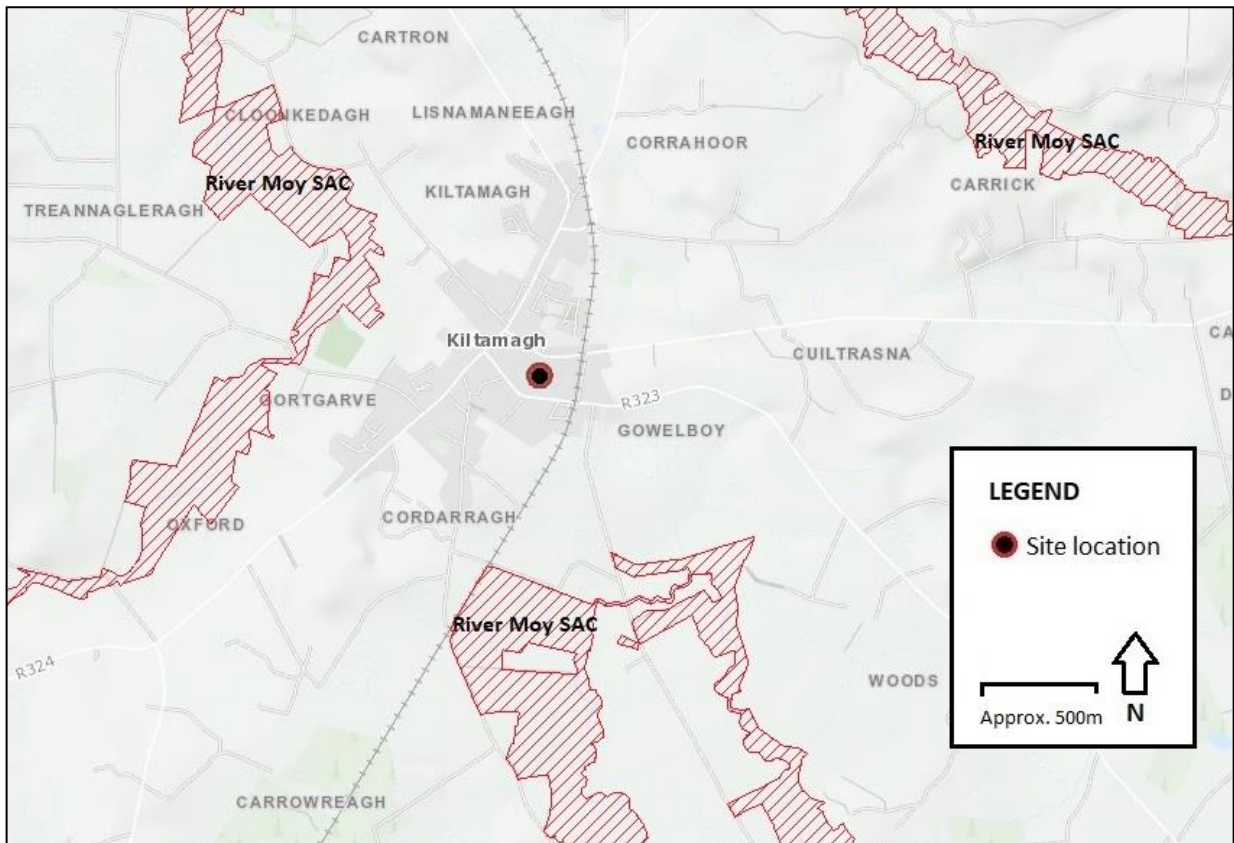 CARTRON
CLOONKEDAGH
LISNAMANEEAGH
CORRAHOOR
River Moy SAC
River Moy SAC
KILTAMAGH
CARRICK
TREANNAGLERAGH
Kiltamagh
CUILTRASNA
CA
D
GORTGARVE
R323
GOWELBOY
OXFORD
CORDARRAGH
LEGEND
Site location
River Moy SAC
R324
WOODS
Approx. 500m
N
CARROWREAGH